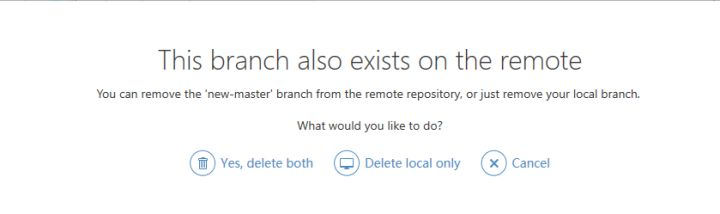 This branch also exists on the remote
You can remove the 'new-master' branch from the remote repository, or just remove your local branch.
What would you like to do?
Yes, delete both Delete local only Cancel